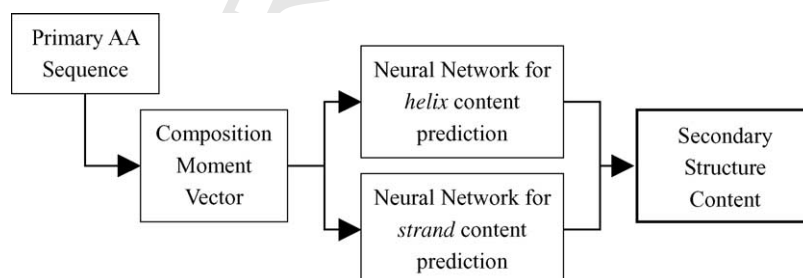 Primary AA
Sequence
Composition
Moment
Vector
Neural Network for
helix content
prediction
Neural Network for
strand content
prediction
Secondary
Structure
Content